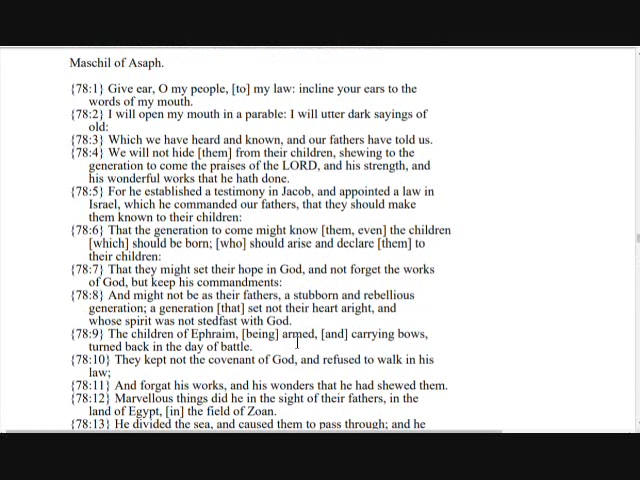 Maschil of Asaph.
{78:1} Give ear, O my people, [to] my law: incline your ears to the
words of my mouth.
{78:2} I will open my mouth in a parable: I will utter dark sayings of
old:
{78:3} Which we have heard and known, and our fathers have told us.
{78:4} We will not hide [them] from their children, shewing to the
generation to come the praises of the LORD, and his strength, and
his wonderful works that he hath done.
{78:5} For he established a testimony in Jacob, and appointed a law in
Israel, which he commanded our fathers, that they should make
them known to their children:
{78:6} That the generation to come might know [them, even] the children
[which] should be born; [who] should arise and declare [them] to
their children:
{78:7} That they might set their hope in God, and not forget the works
of God, but keep his commandments:
{78:8} And might not be as their fathers, a stubborn and rebellious
generation; a generation [that] set not their heart aright, and
whose spirit was not stedfast with God.
{78:9} The children of Ephraim, [being] armed, [and] carrying bows,
turned back in the day of battle.
{78:10} They kept not the covenant of God, and refused to walk in his
law;
{78:11} And forgat his works, and his wonders that he had shewed them.
{78:12} Marvellous things did he in the sight of their fathers, in the
land of Egypt, [in] the field of Zoan.
{78:13} He divided the sea, and caused them to pass through; and he